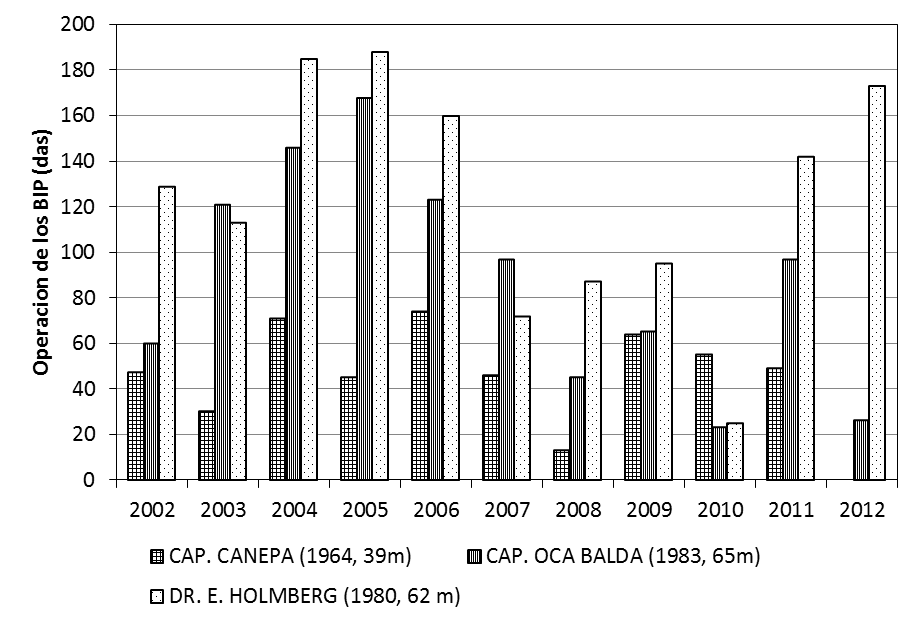 200
180
160
140
120
100
80
60
40
20
0
Operacion de los BIP (das)
2002 2003 2004 2005 2006 2007 2008 2009 2010 2011 2012
CAP. CANEPA (1964, 39m) CAP. OCA BALDA (1983, 65m)
DR. E. HOLMBERG (1980, 62 m)